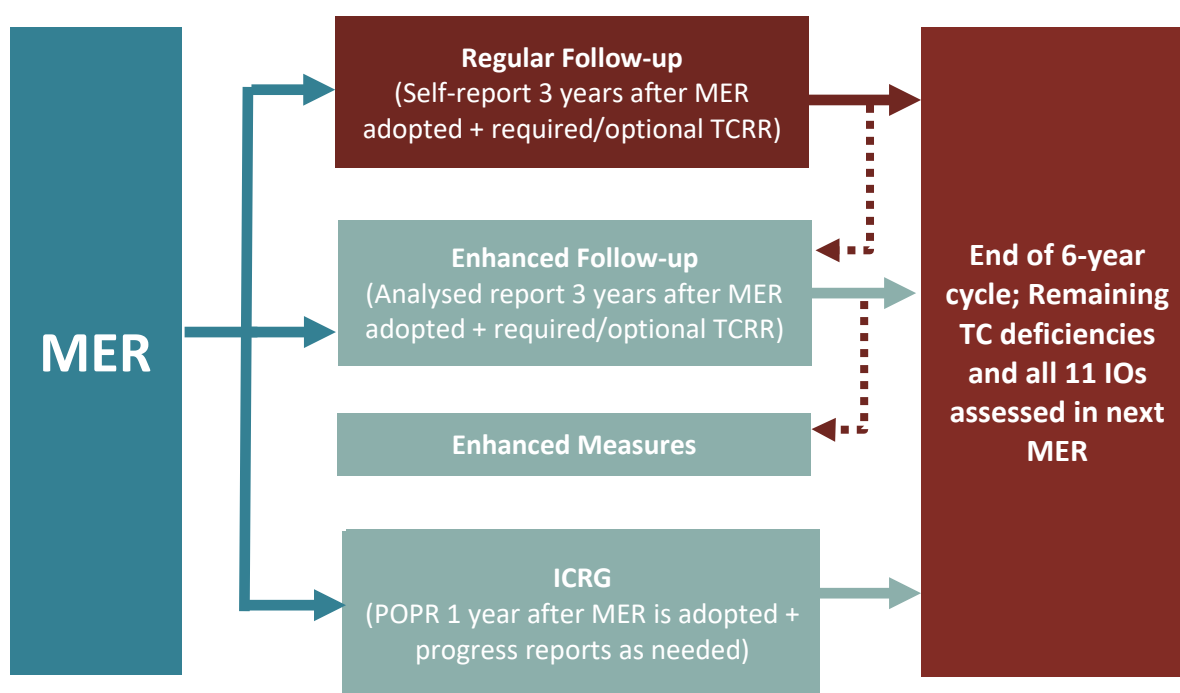 MER
Regular Follow-up
(Self-report 3 years after MER
adopted + required/optional TCRR)
Enhanced Follow-up
(Analysed report 3 years after MER
adopted + required/optional TCRR)
Enhanced Measures
ICRG
(POPR 1 year after MER is adopted +
progress reports as needed)
End of 6-year
cycle; Remaining
TC deficiencies
and all 11 IOs
assessed in next
MER